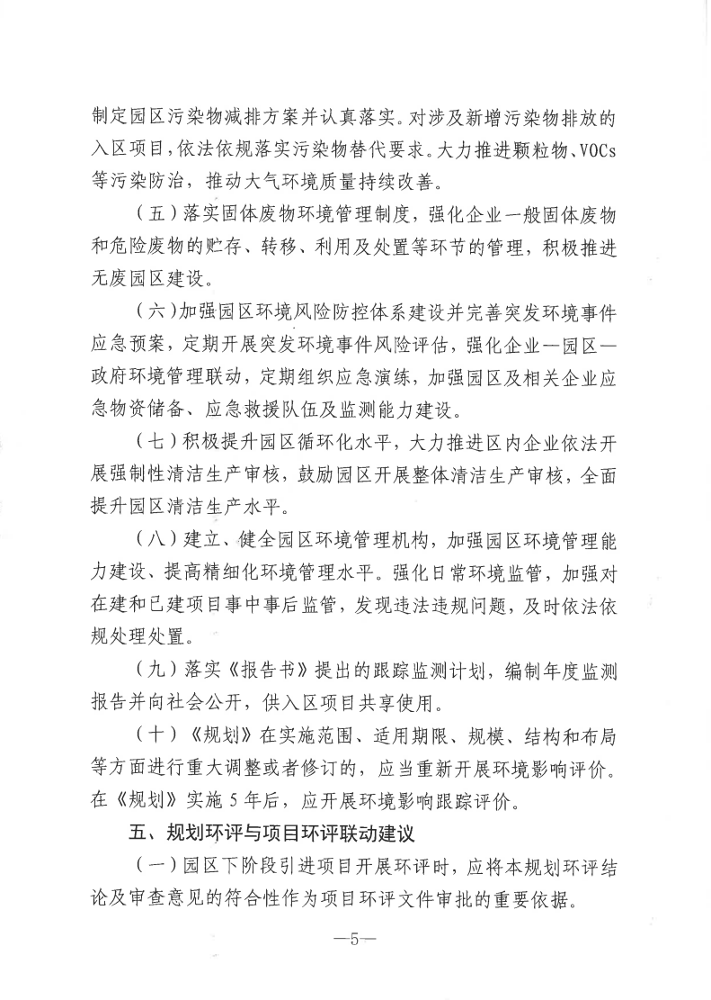 制定园区污染物减排方案并认真落实。对涉及新增污染物排放的
入区项目,依法依规落实污染物替代要求。大力推进颗粒物、VOCs
等污染防治，推动大气环境质量持续改善。
（五）落实固体废物环境管理制度，强化企业一般固体废物
和危险废物的贮存、转移、利用及处置等环节的管理，积极推进
无废园区建设。
（六）加强园区环境风险防控体系建设并完善突发环境事件
应急预案，定期开展突发环境事件风险评估，强化企业—园区—
政府环境管理联动，定期组织应急演练，加强园区及相关企业应
急物资储备、应急救援队伍及监测能力建设。
（七）积极提升园区循环化水平，大力推进区内企业依法开
展强制性清洁生产审核，鼓励园区开展整体清洁生产审核，全面
提升园区清洁生产水平。
（八）建立、健全园区环境管理机构，加强园区环境管理能
力建设、提高精细化环境管理水平。强化日常环境监管，加强对
在建和已建项目事中事后监管，发现违法违规问题，及时依法依
规处理处置。
（九）落实《报告书》提出的跟踪监测计划，编制年度监测
报告并向社会公开，供入区项目共享使用。
（十）《规划》在实施范围、适用期限、规模、结构和布局
等方面进行重大调整或者修订的，应当重新开展环境影响评价。
在《规划》实施 5 年后，应开展环境影响跟踪评价。
五、规划环评与项目环评联动建议
（一）园区下阶段引进项目开展环评时，应将本规划环评结
论及审查意见的符合性作为项目环评文件审批的重要依据。
—5—